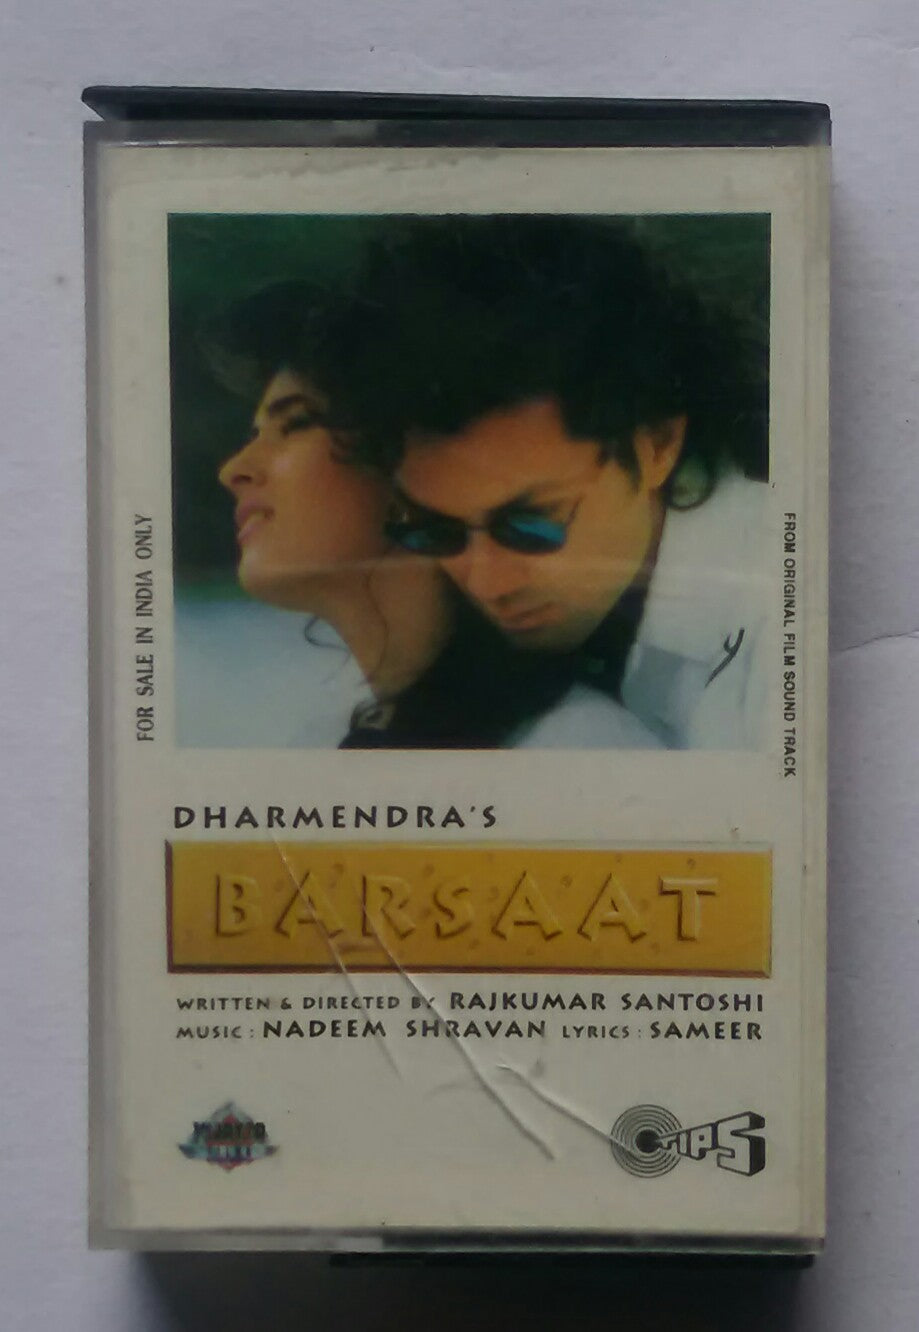 FOR SALE IN INDIA ONLY
FROM ORIGINAL FILM SOUND TRACK
DHARMENDRA'S
BARSAAT
WRITTEN & DIRECTED BY RAJKUMAR SANTOSHI
MUSIC : NADEEM SHRAVAN LYRICS : SAMEER
TIPS